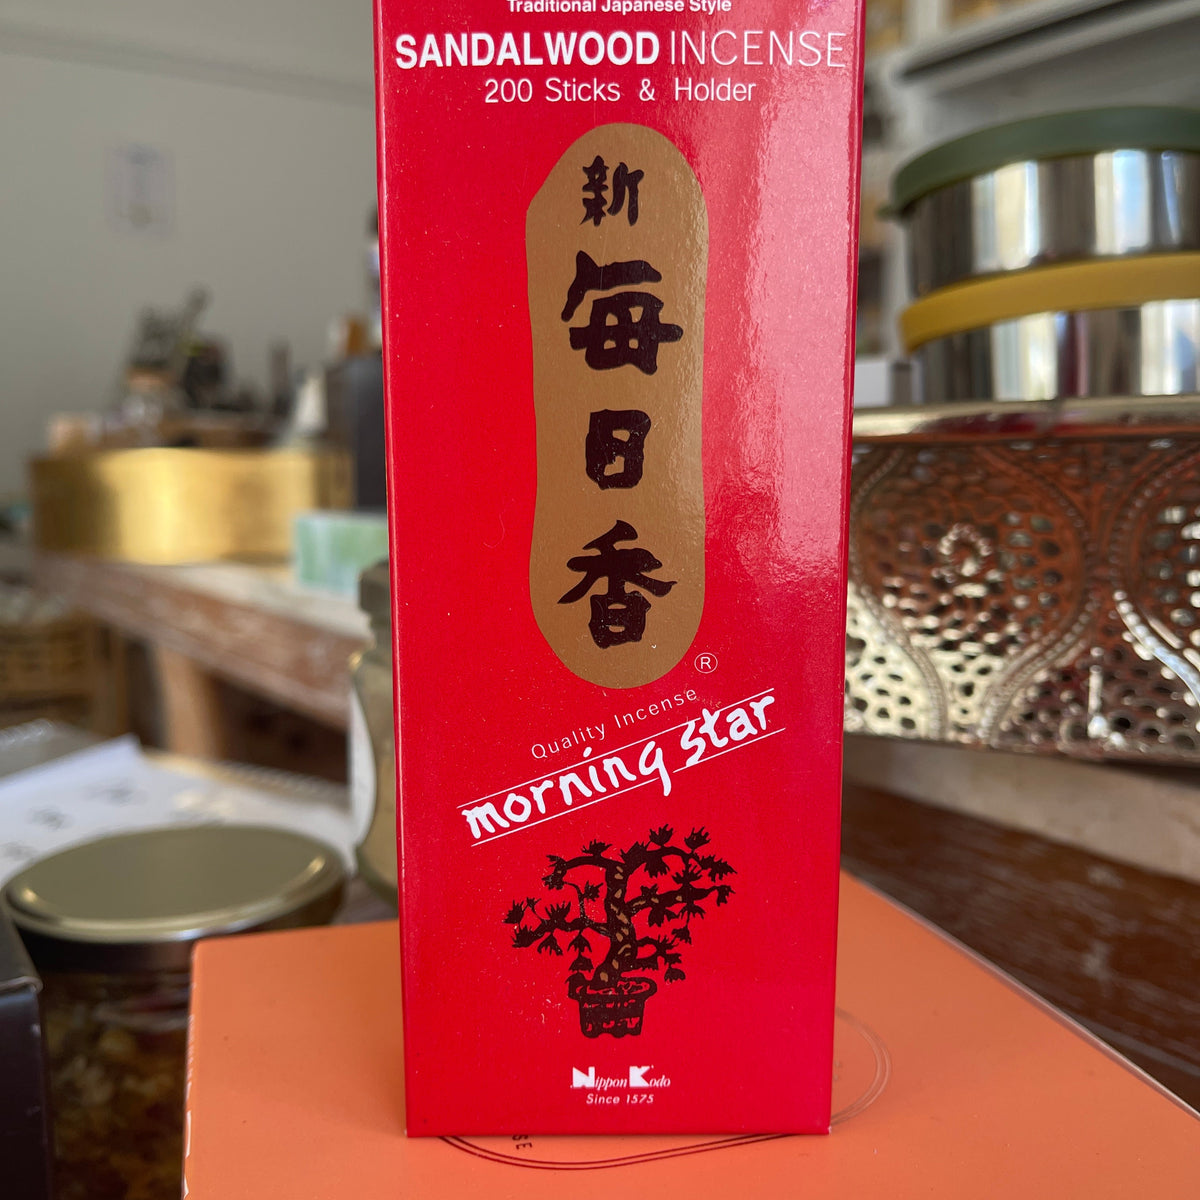 Traditional Japanese Style
SANDALWOOD INCENSE
200 Sticks & Holder
新
毎
日
香
®
Quality Incense
morning star
Nippon Kodo
Since 1575
SE